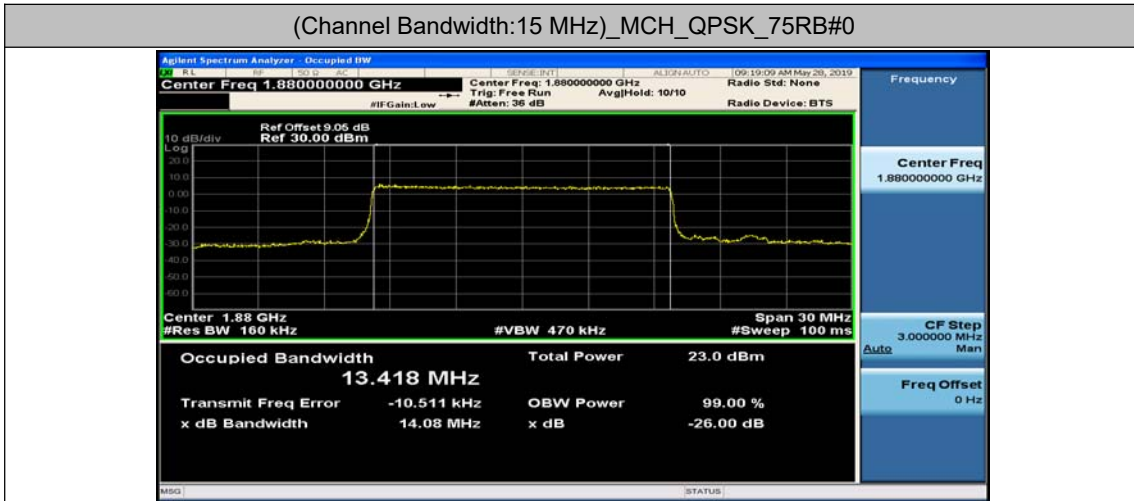 (Channel Bandwidth:15 MHz)_MCH_QPSK_75RB#0
Agilent Spectrum Analyzer - Occupied BW
RL RF 50 Ω AC SENSE:INT ALIGN AUTO 09:19:09 AM May 28, 2019
Center Freq 1.880000000 GHz Center Freq: 1.880000000 GHz Radio Std: None
Trig: Free Run Avg|Hold: 10/10
#IFGain:Low #Atten: 36 dB Radio Device: BTS
Frequency
Ref Offset 9.05 dB
10 dB/div Ref 30.00 dBm
Log
20.0
10.0
0.00
-10.0
-20.0
-30.0
-40.0
-50.0
-60.0
Center Freq
1.880000000 GHz
Center 1.88 GHz Span 30 MHz
#Res BW 160 kHz #VBW 470 kHz #Sweep 100 ms
CF Step
3.000000 MHz
Auto Man
Occupied Bandwidth Total Power 23.0 dBm
13.418 MHz
Freq Offset
0 Hz
Transmit Freq Error -10.511 kHz OBW Power 99.00 %
x dB Bandwidth 14.08 MHz x dB -26.00 dB
MSG STATUS